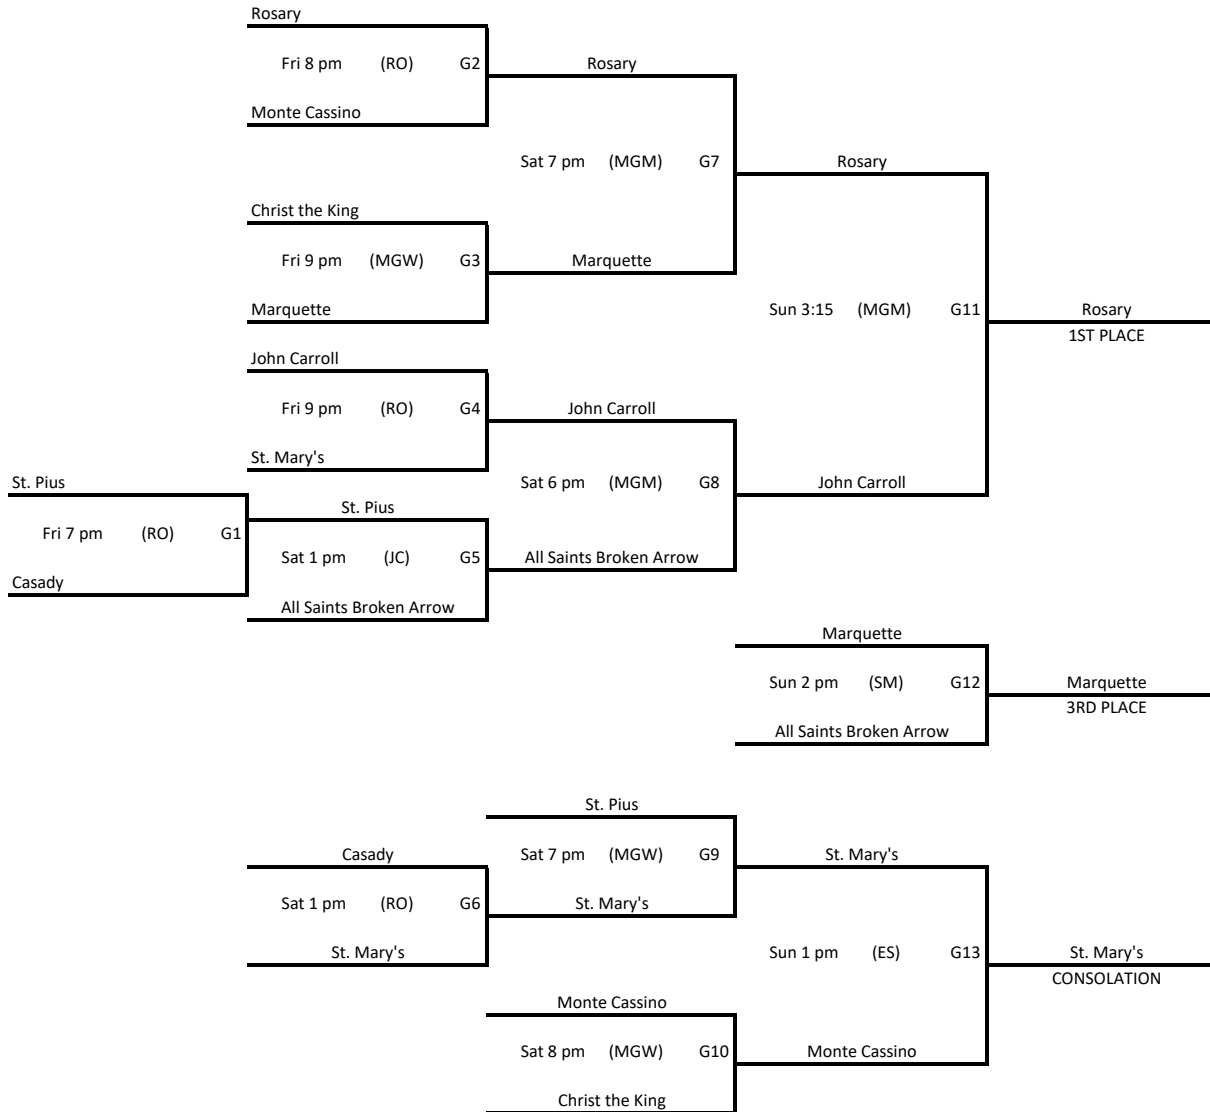 Rosary
Fri 8 pm (RO) G2 Rosary
Monte Cassino
Sat 7 pm (MGM) G7 Rosary
Christ the King
Fri 9 pm (MGW) G3 Marquette
Marquette Sun 3:15 (MGM) G11 Rosary
1ST PLACE
John Carroll
Fri 9 pm (RO) G4 John Carroll
St. Mary's
St. Pius Sat 6 pm (MGM) G8 John Carroll
St. Pius
Fri 7 pm (RO) G1
Sat 1 pm (JC) G5 All Saints Broken Arrow
Casady
All Saints Broken Arrow
Marquette
Sun 2 pm (SM) G12 Marquette
3RD PLACE
All Saints Broken Arrow
St. Pius
Casady Sat 7 pm (MGW) G9 St. Mary's
Sat 1 pm (RO) G6 St. Mary's
St. Mary's Sun 1 pm (ES) G13 St. Mary's
CONSOLATION
Monte Cassino
Sat 8 pm (MGW) G10 Monte Cassino
Christ the King